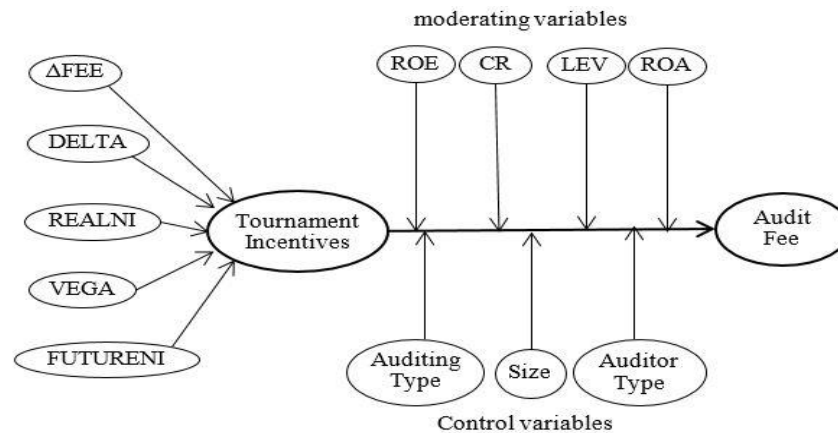 moderating variables
ROE CR LEV ROA
ΔFEE
DELTA
REALNI
VEGA
FUTURENI
Tournament
Incentives
Audit
Fee
Auditing
Type
Size
Auditor
Type
Control variables